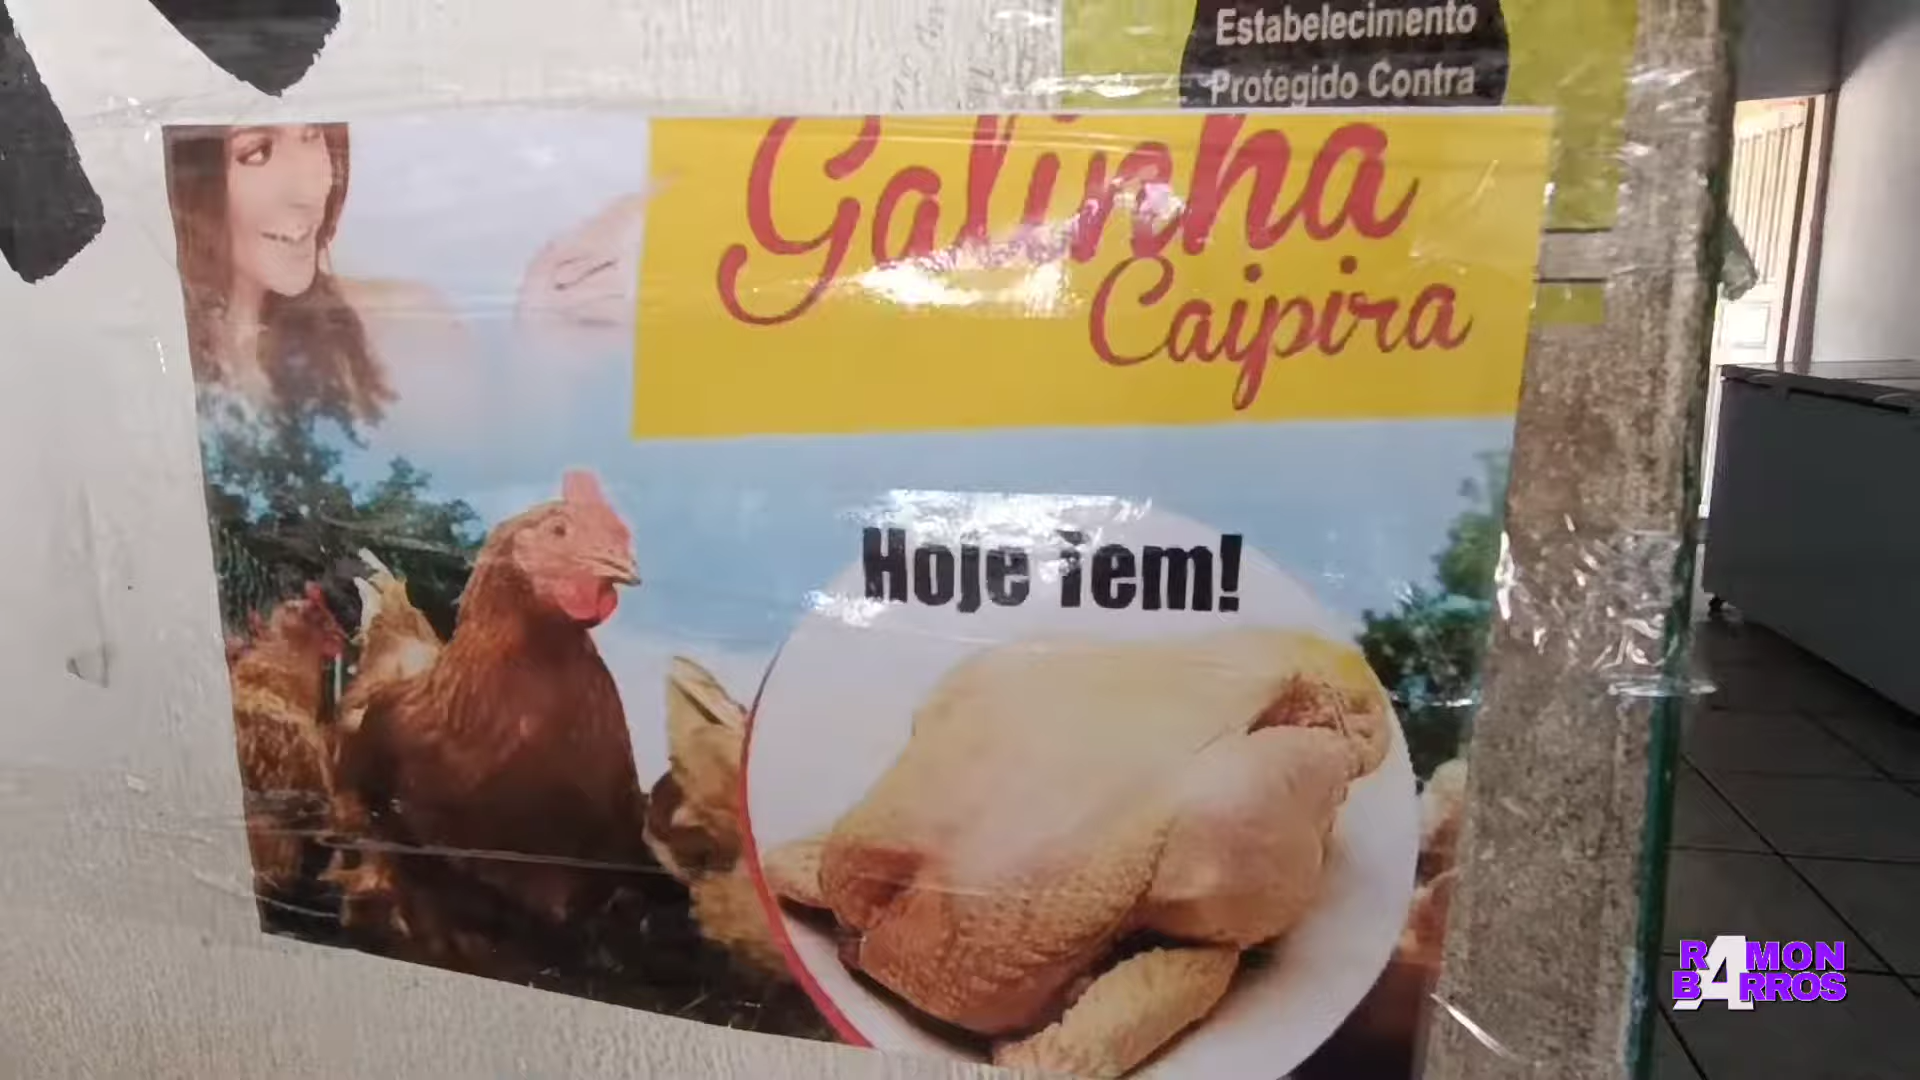 Estabelecimento
Protegido Contra
Galinha
Caipira
Hoje Tem!
RAMON
BARROS